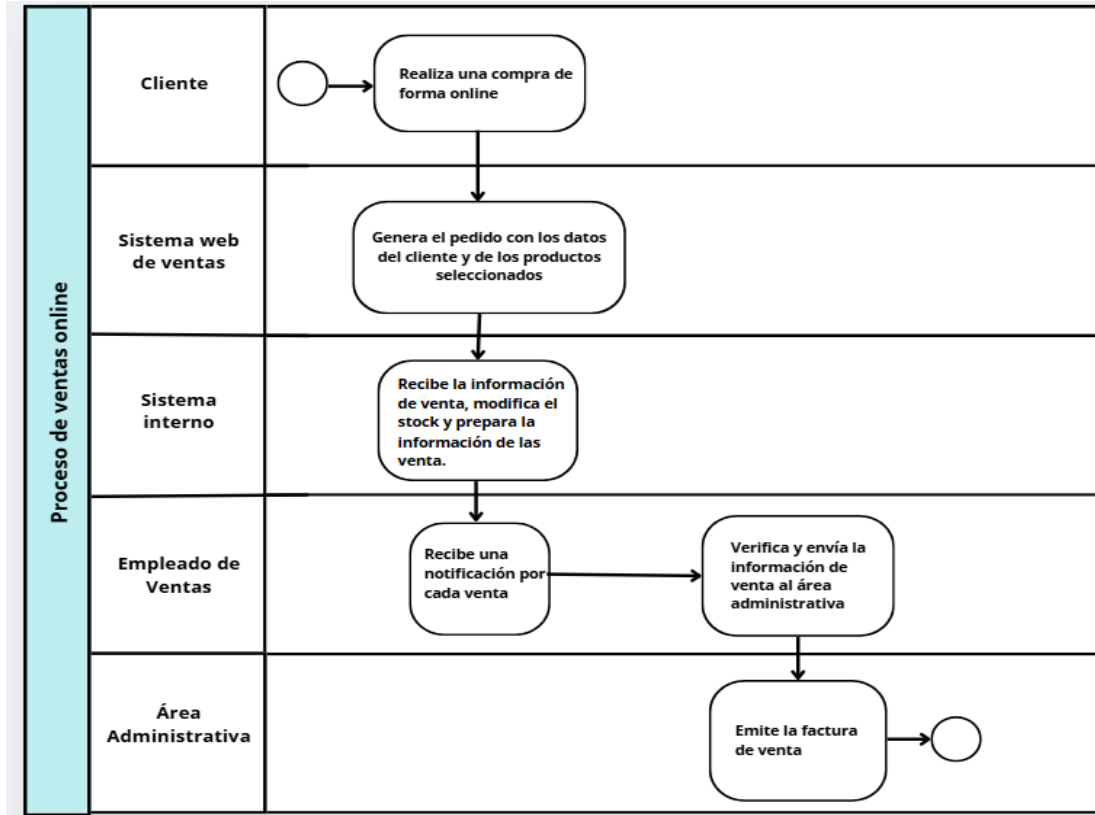 Proceso de ventas online
Cliente
Realiza una compra de
forma online
Sistema web
de ventas
Genera el pedido con los datos
del cliente y de los productos
seleccionados
Sistema
interno
Recibe la información
de venta, modifica el
stock y prepara la
información de las
venta.
Empleado de
Ventas
Recibe una
notificación por
cada venta
Verifica y envía la
información de
venta al área
administrativa
Área
Administrativa
Emite la factura
de venta